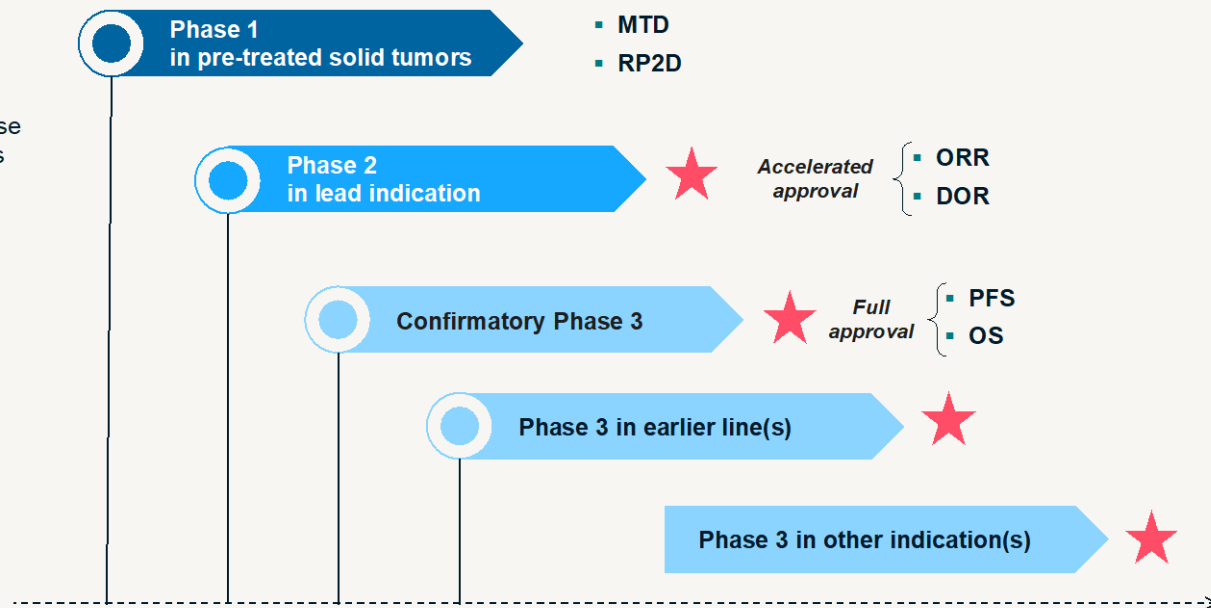 Phase 1
in pre-treated solid tumors
MTD
RP2D
Phase 2
in lead indication
Accelerated
approval
ORR
DOR
Confirmatory Phase 3
Full
approval
PFS
OS
Phase 3 in earlier line(s)
Phase 3 in other indication(s)